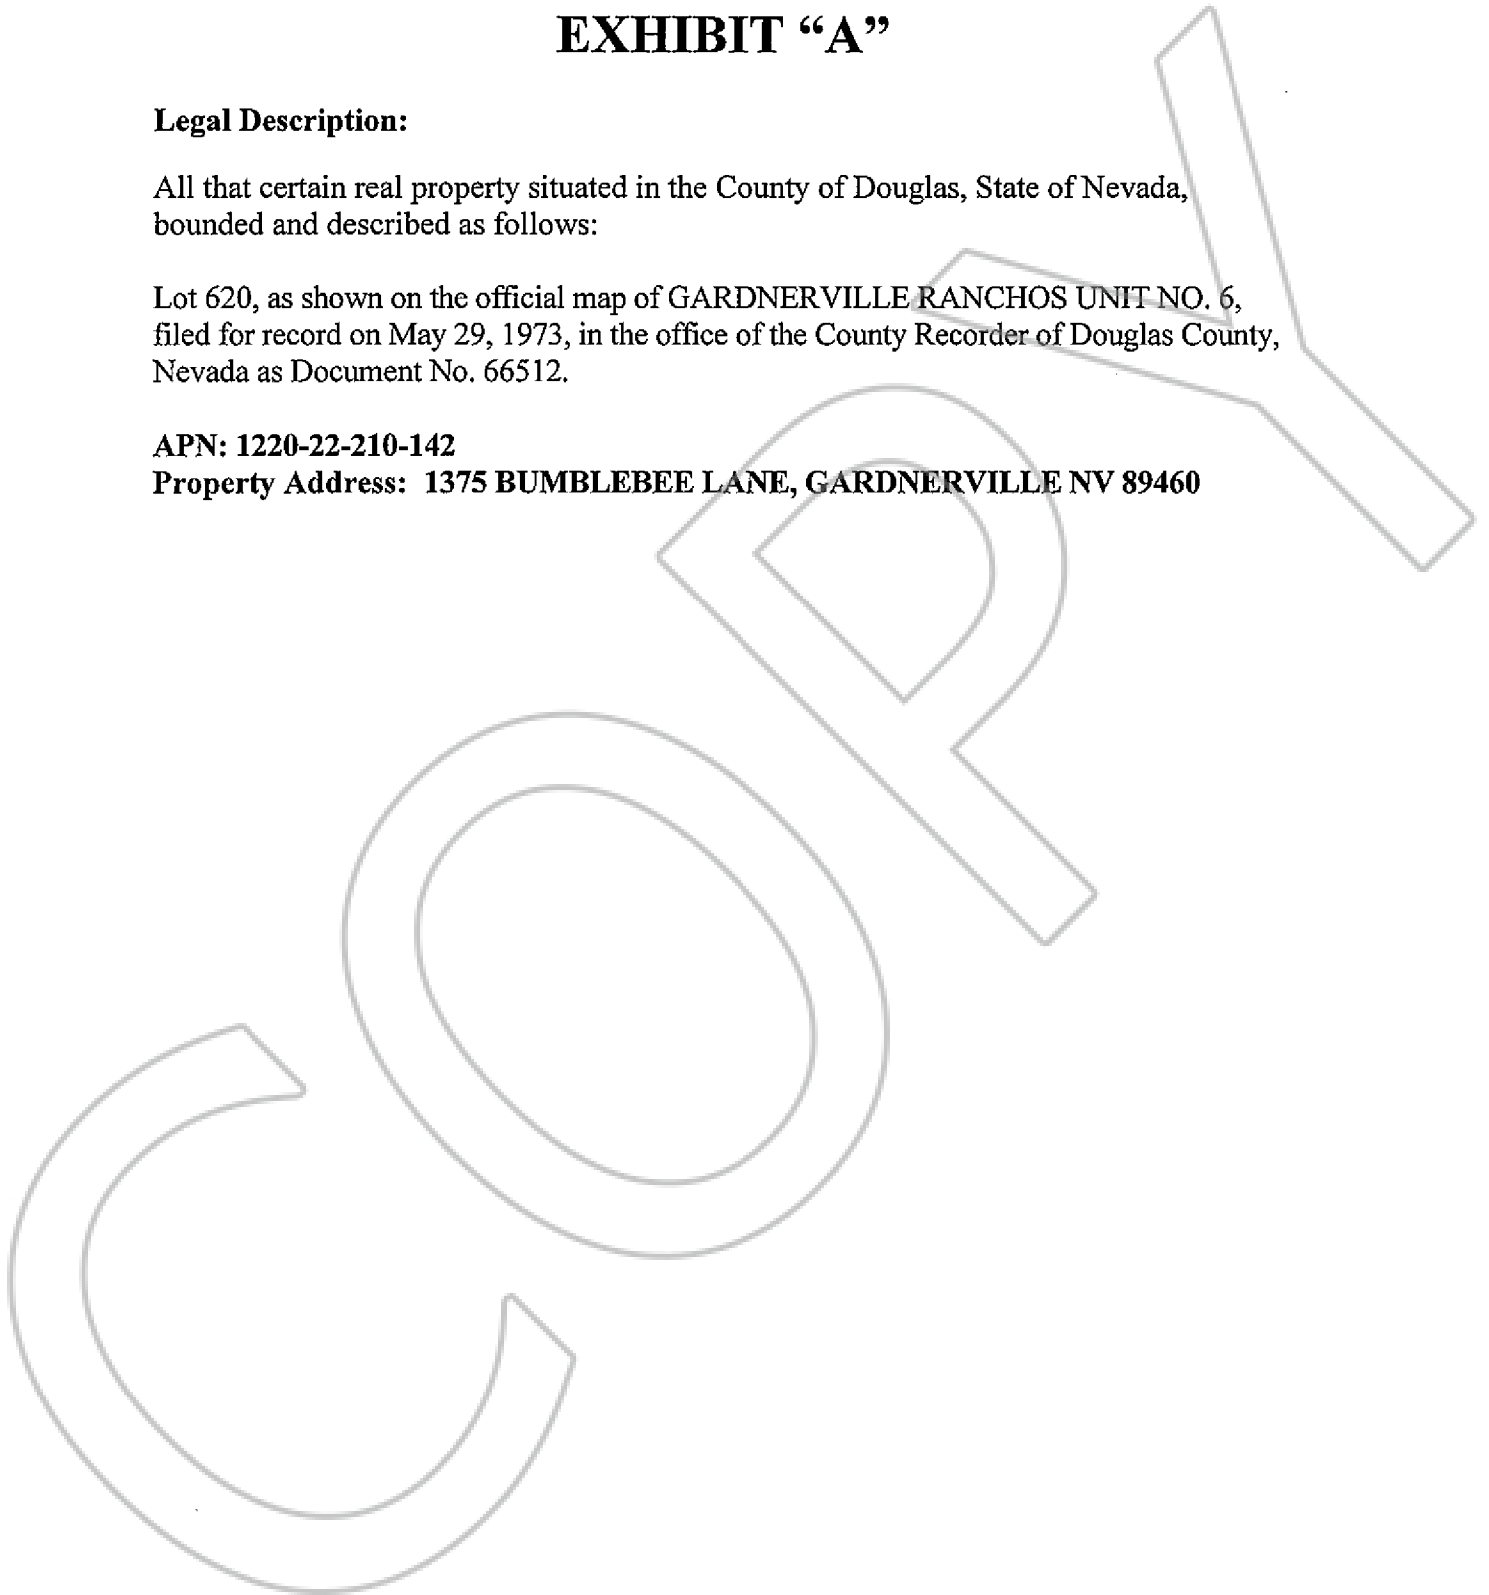 EXHIBIT “A”
Legal Description:
All that certain real property situated in the County of Douglas, State of Nevada,
bounded and described as follows:
Lot 620, as shown on the official map of GARDNERVILLE RANCHOS UNIT NO. 6,
filed for record on May 29, 1973, in the office of the County Recorder of Douglas County,
Nevada as Document No. 66512.
APN: 1220-22-210-142
Property Address: 1375 BUMBLEBEE LANE, GARDNERVILLE NV 89460
COPY